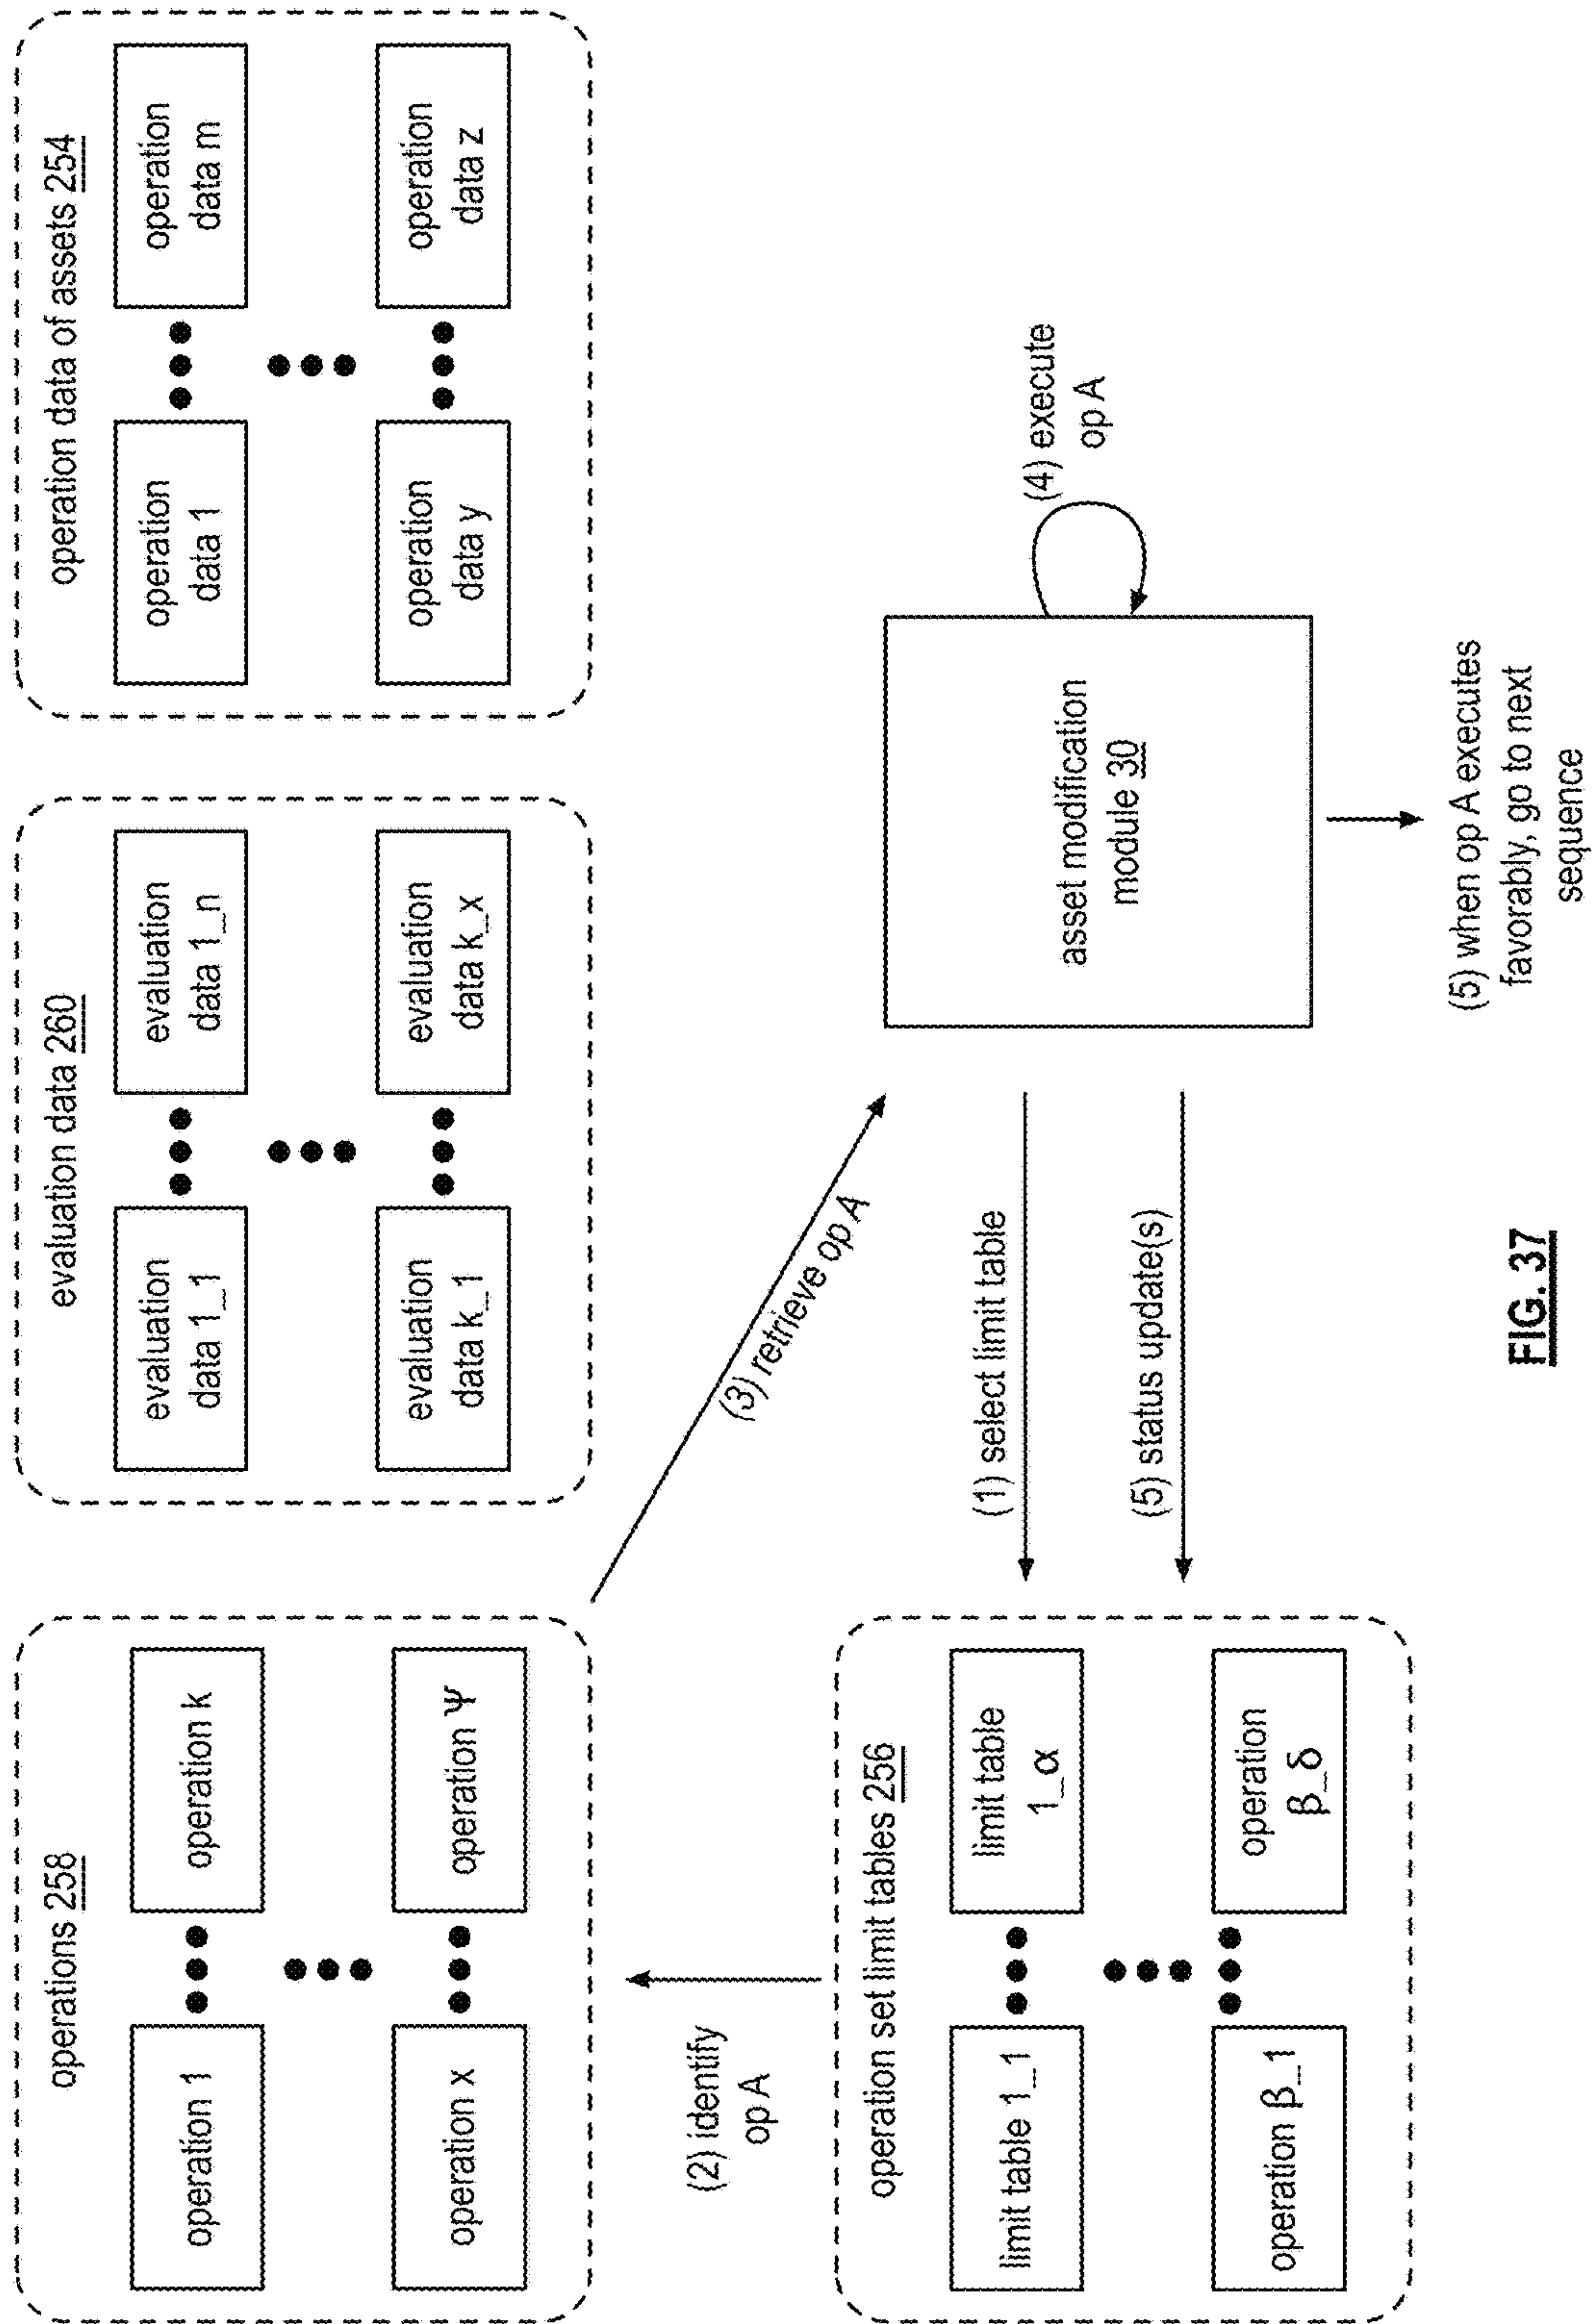 operations 258
operation 1
operation k
operation x
operation Ψ
evaluation data 260
evaluation
data 1_1
evaluation
data 1_n
evaluation
data k_1
evaluation
data k_x
operation data of assets 254
operation
data 1
operation
data m
operation
data y
operation
data z
(2) identify
op A
(3) retrieve op A
operation set limit tables 256
limit table 1_1
limit table
1_α
operation β_1
operation
β_δ
(1) select limit table
(5) status update(s)
asset modification
module 30
(4) execute
op A
(5) when op A executes
favorably, go to next
sequence
FIG. 37